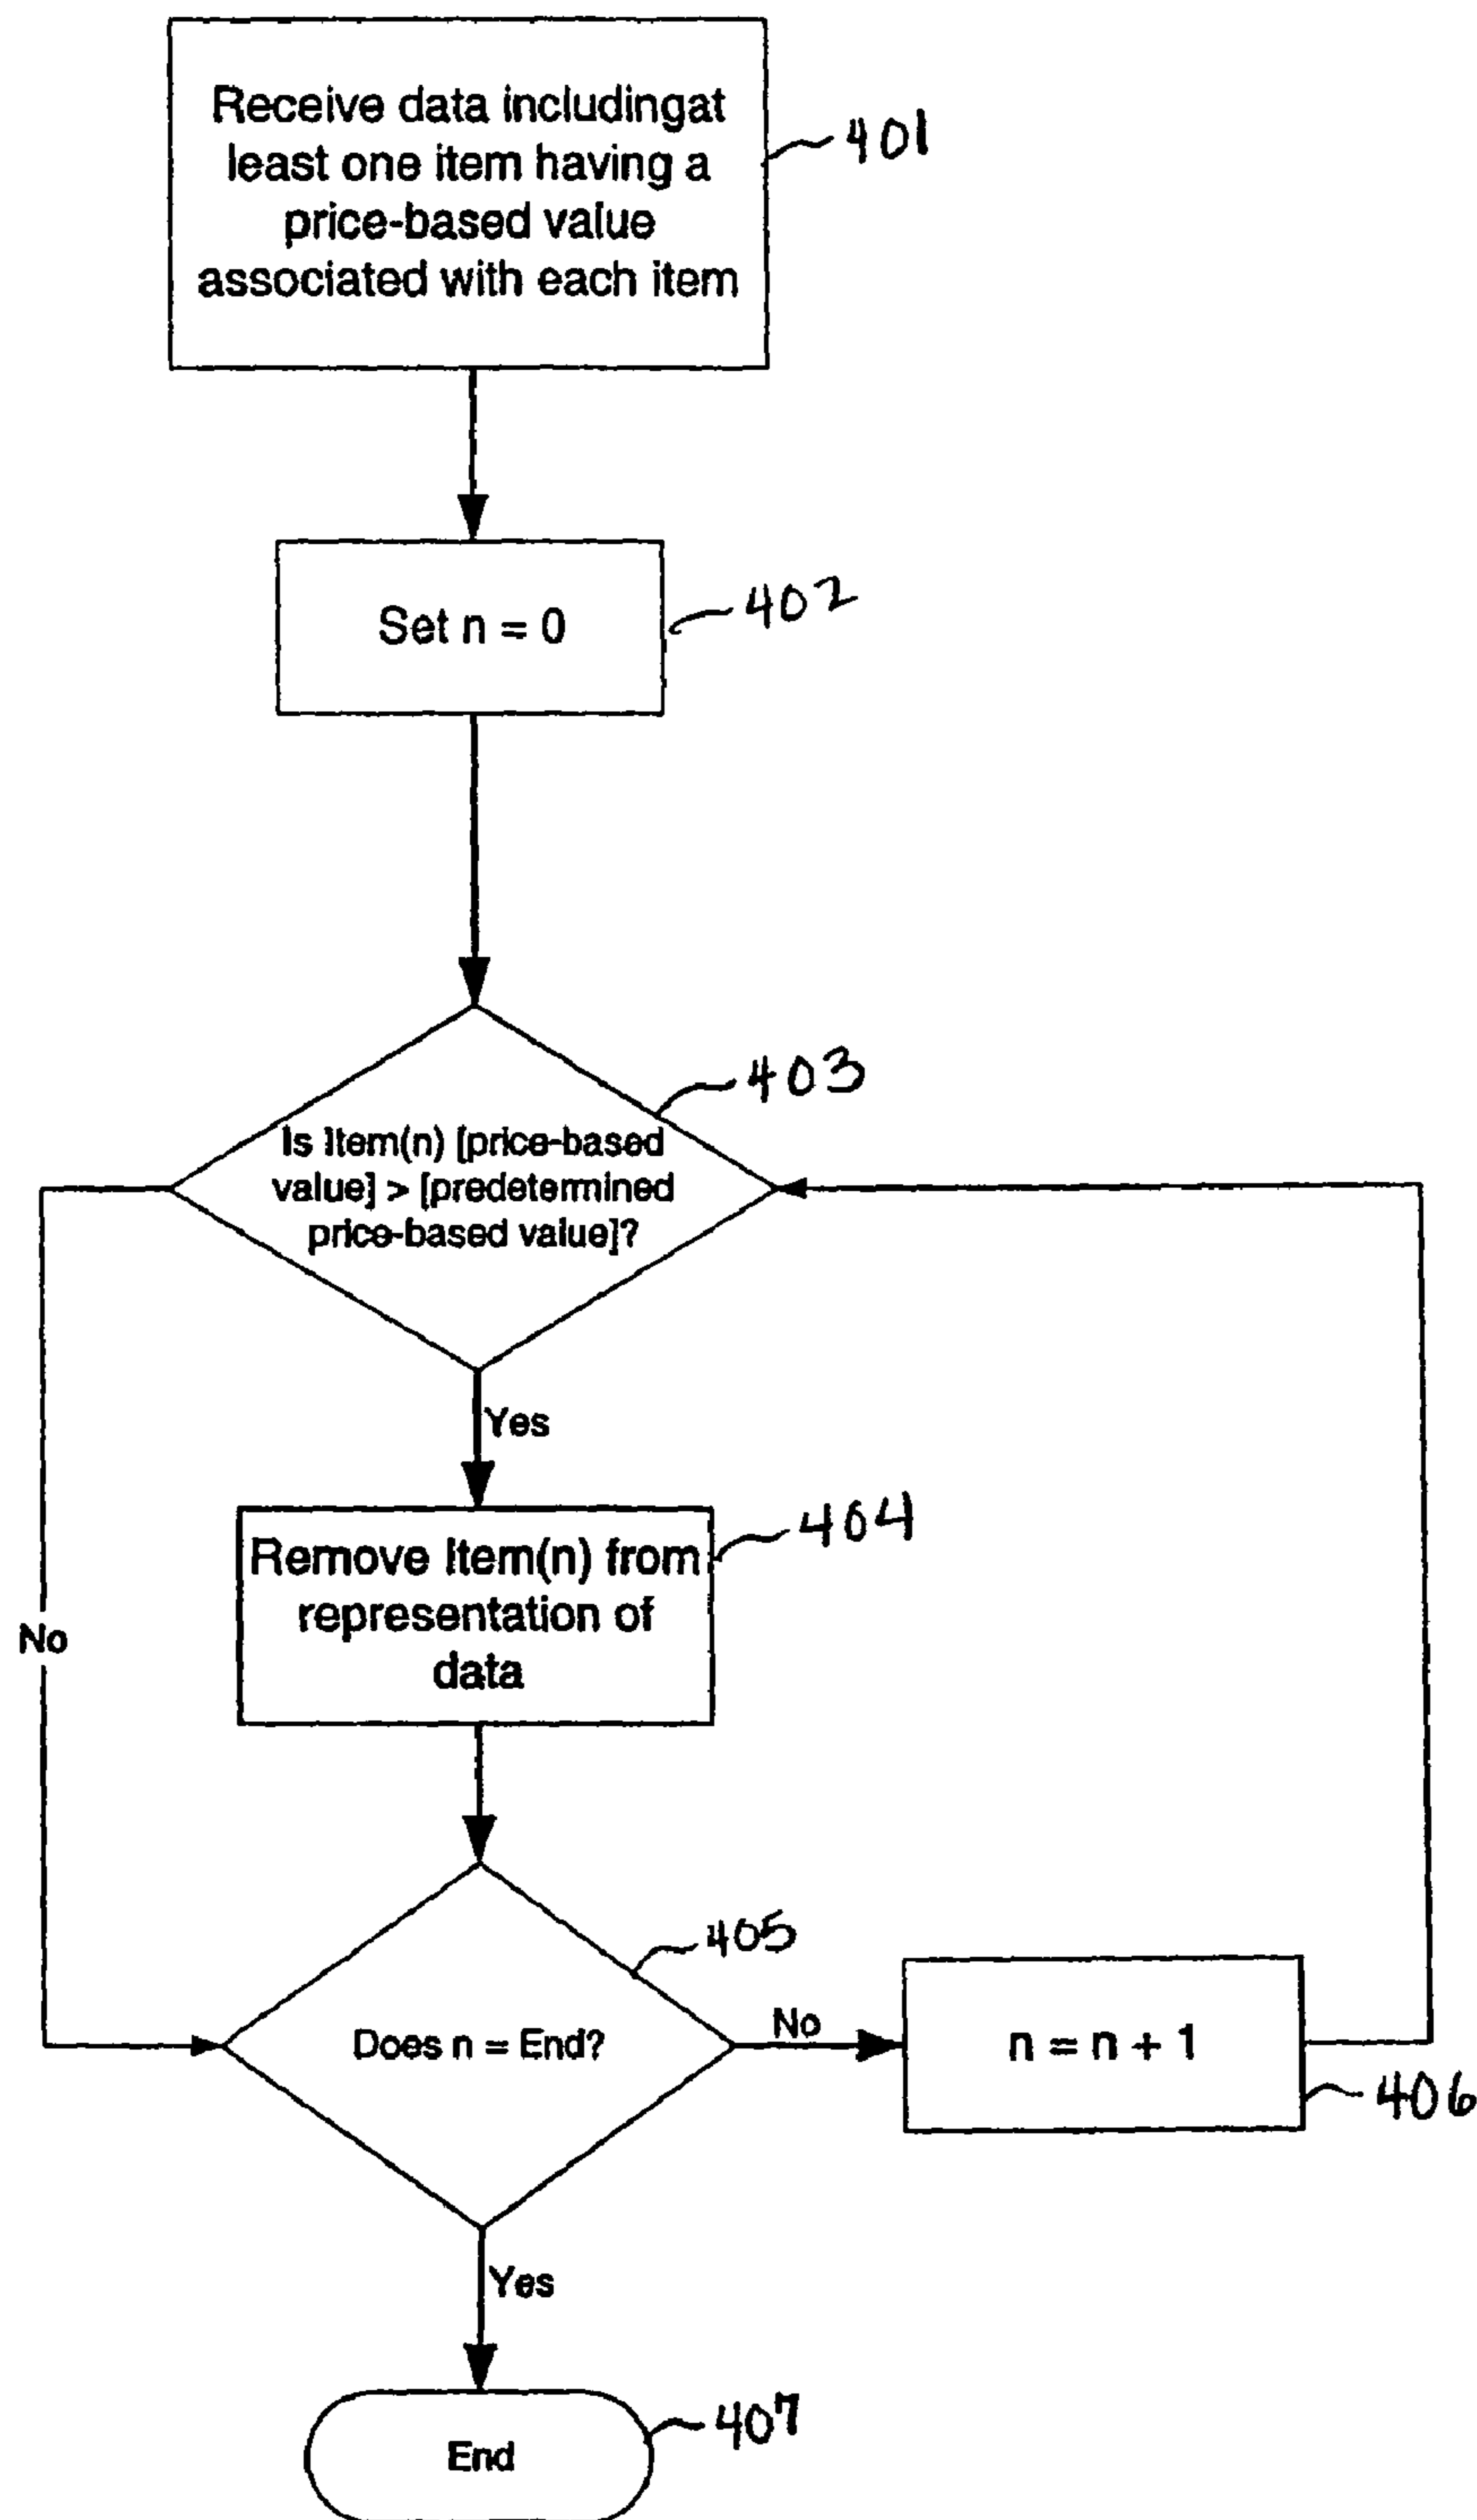 Receive data includingat
least one item having a
price-based value
associated with each item
401
Set n = 0
402
403
Is Item(n) [price-based
value] > [predetermined
price-based value]?
Yes
Remove Item(n) from
representation of
data
404
No
405
Does n = End?
No
n = n + 1
406
Yes
End
407